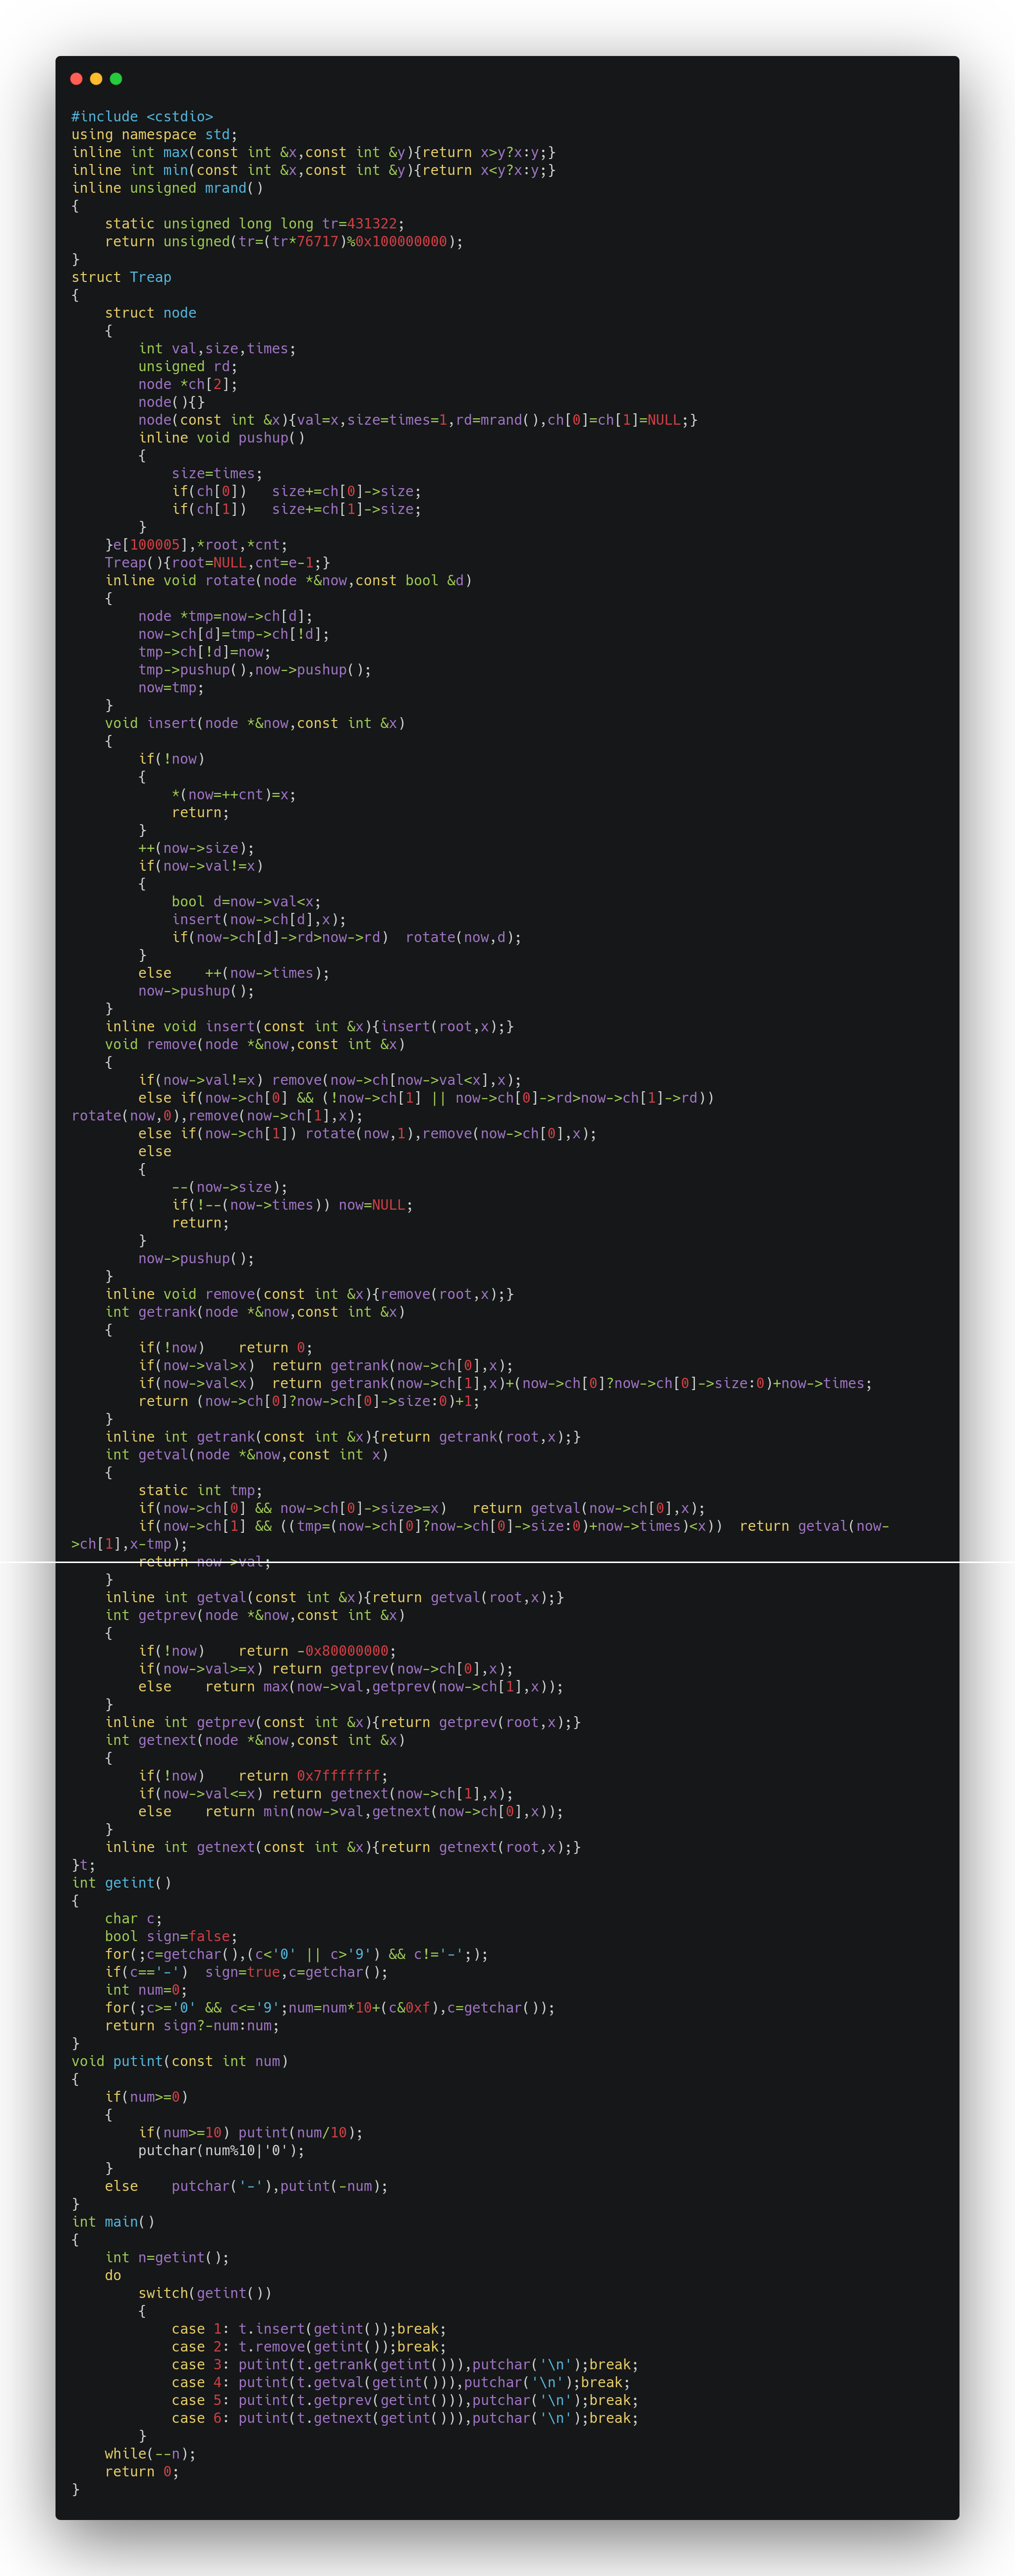 #include <cstdio>
using namespace std;
inline int max(const int &x,const int &y){return x>y?x:y;}
inline int min(const int &x,const int &y){return x<y?x:y;}
inline unsigned mrand()
{
    static unsigned long long tr=431322;
    return unsigned(tr=(tr*76717)%0x100000000);
}
struct Treap
{
    struct node
    {
        int val,size,times;
        unsigned rd;
        node *ch[2];
        node(){}
        node(const int &x){val=x,size=times=1,rd=mrand(),ch[0]=ch[1]=NULL;}
        inline void pushup()
        {
            size=times;
            if(ch[0])   size+=ch[0]->size;
            if(ch[1])   size+=ch[1]->size;
        }
    }e[100005],*root,*cnt;
    Treap(){root=NULL,cnt=e-1;}
    inline void rotate(node *&now,const bool &d)
    {
        node *tmp=now->ch[d];
        now->ch[d]=tmp->ch[!d];
        tmp->ch[!d]=now;
        tmp->pushup(),now->pushup();
        now=tmp;
    }
    void insert(node *&now,const int &x)
    {
        if(!now)
        {
            *(now=++cnt)=x;
            return;
        }
        ++(now->size);
        if(now->val!=x)
        {
            bool d=now->val<x;
            insert(now->ch[d],x);
            if(now->ch[d]->rd>now->rd)  rotate(now,d);
        }
        else    ++(now->times);
        now->pushup();
    }
    inline void insert(const int &x){insert(root,x);}
    void remove(node *&now,const int &x)
    {
        if(now->val!=x) remove(now->ch[now->val<x],x);
        else if(now->ch[0] && (!now->ch[1] || now->ch[0]->rd>now->ch[1]->rd))
rotate(now,0),remove(now->ch[1],x);
        else if(now->ch[1]) rotate(now,1),remove(now->ch[0],x);
        else
        {
            --(now->size);
            if(!--(now->times)) now=NULL;
            return;
        }
        now->pushup();
    }
    inline void remove(const int &x){remove(root,x);}
    int getrank(node *&now,const int &x)
    {
        if(!now)    return 0;
        if(now->val>x)  return getrank(now->ch[0],x);
        if(now->val<x)  return getrank(now->ch[1],x)+(now->ch[0]?now->ch[0]->size:0)+now->times;
        return (now->ch[0]?now->ch[0]->size:0)+1;
    }
    inline int getrank(const int &x){return getrank(root,x);}
    int getval(node *&now,const int x)
    {
        static int tmp;
        if(now->ch[0] && now->ch[0]->size>=x)   return getval(now->ch[0],x);
        if(now->ch[1] && ((tmp=(now->ch[0]?now->ch[0]->size:0)+now->times)<x))  return getval(now-
>ch[1],x-tmp);
        return now->val;
    }
    inline int getval(const int &x){return getval(root,x);}
    int getprev(node *&now,const int &x)
    {
        if(!now)    return -0x80000000;
        if(now->val>=x) return getprev(now->ch[0],x);
        else    return max(now->val,getprev(now->ch[1],x));
    }
    inline int getprev(const int &x){return getprev(root,x);}
    int getnext(node *&now,const int &x)
    {
        if(!now)    return 0x7fffffff;
        if(now->val<=x) return getnext(now->ch[1],x);
        else    return min(now->val,getnext(now->ch[0],x));
    }
    inline int getnext(const int &x){return getnext(root,x);}
}t;
int getint()
{
    char c;
    bool sign=false;
    for(;c=getchar(),(c<'0' || c>'9') && c!='-';);
    if(c=='-')  sign=true,c=getchar();
    int num=0;
    for(;c>='0' && c<='9';num=num*10+(c&0xf),c=getchar());
    return sign?-num:num;
}
void putint(const int num)
{
    if(num>=0)
    {
        if(num>=10) putint(num/10);
        putchar(num%10|'0');
    }
    else    putchar('-'),putint(-num);
}
int main()
{
    int n=getint();
    do
        switch(getint())
        {
            case 1: t.insert(getint());break;
            case 2: t.remove(getint());break;
            case 3: putint(t.getrank(getint())),putchar('\n');break;
            case 4: putint(t.getval(getint())),putchar('\n');break;
            case 5: putint(t.getprev(getint())),putchar('\n');break;
            case 6: putint(t.getnext(getint())),putchar('\n');break;
        }
    while(--n);
    return 0;
}